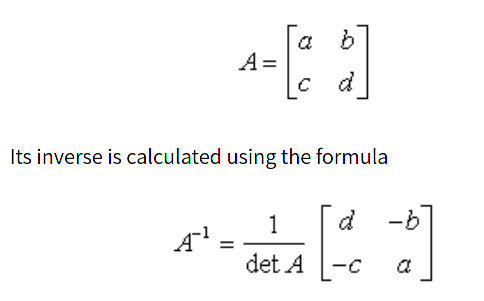 A = [a b
c d]
Its inverse is calculated using the formula
A⁻¹ = 1/det A [d −b
−c a]